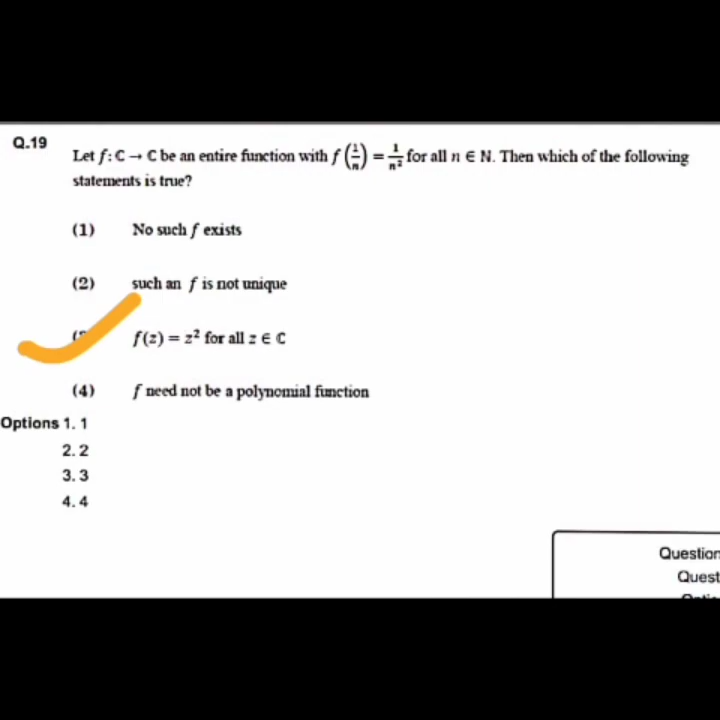 Q.19
Let f: C → C be an entire function with f (1/n) = 1/n² for all n ∈ N. Then which of the following
statements is true?
(1) No such f exists
(2) such an f is not unique
f(z) = z² for all z ∈ C
(4) f need not be a polynomial function
Options 1. 1
2. 2
3. 3
4. 4
Question
Quest